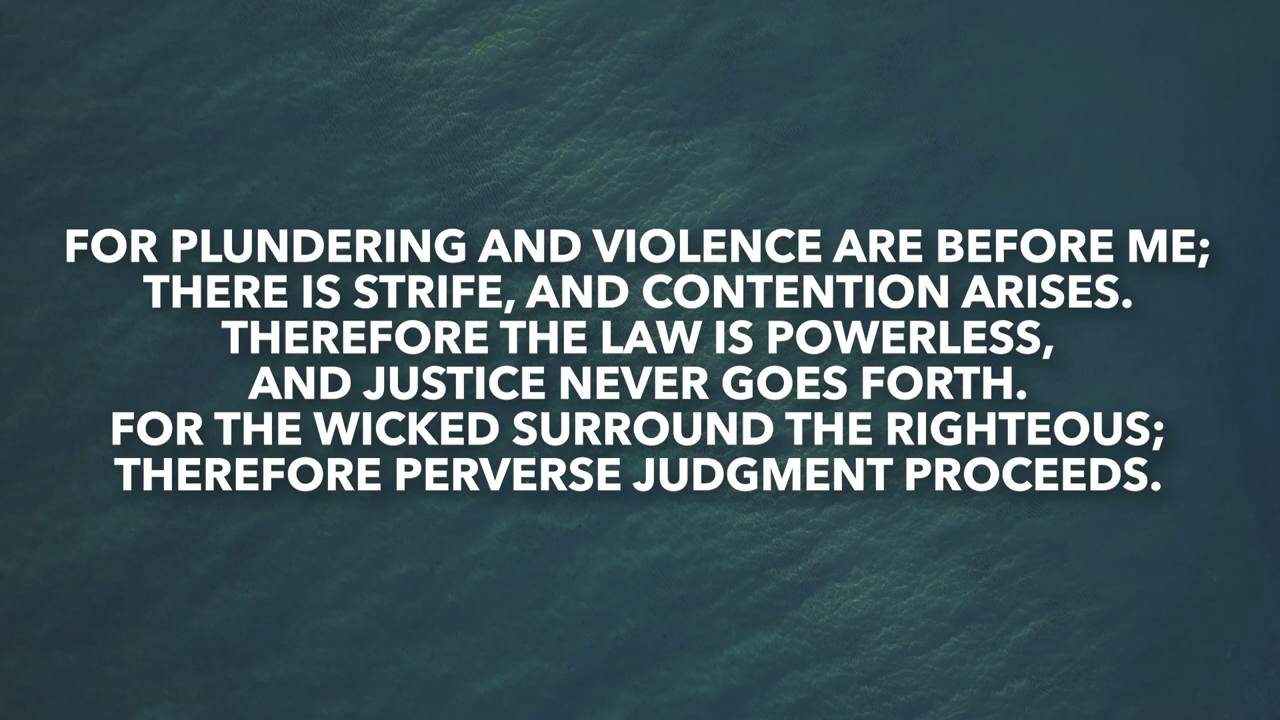 FOR PLUNDERING AND VIOLENCE ARE BEFORE ME;
THERE IS STRIFE, AND CONTENTION ARISES.
THEREFORE THE LAW IS POWERLESS,
AND JUSTICE NEVER GOES FORTH.
FOR THE WICKED SURROUND THE RIGHTEOUS;
THEREFORE PERVERSE JUDGMENT PROCEEDS.